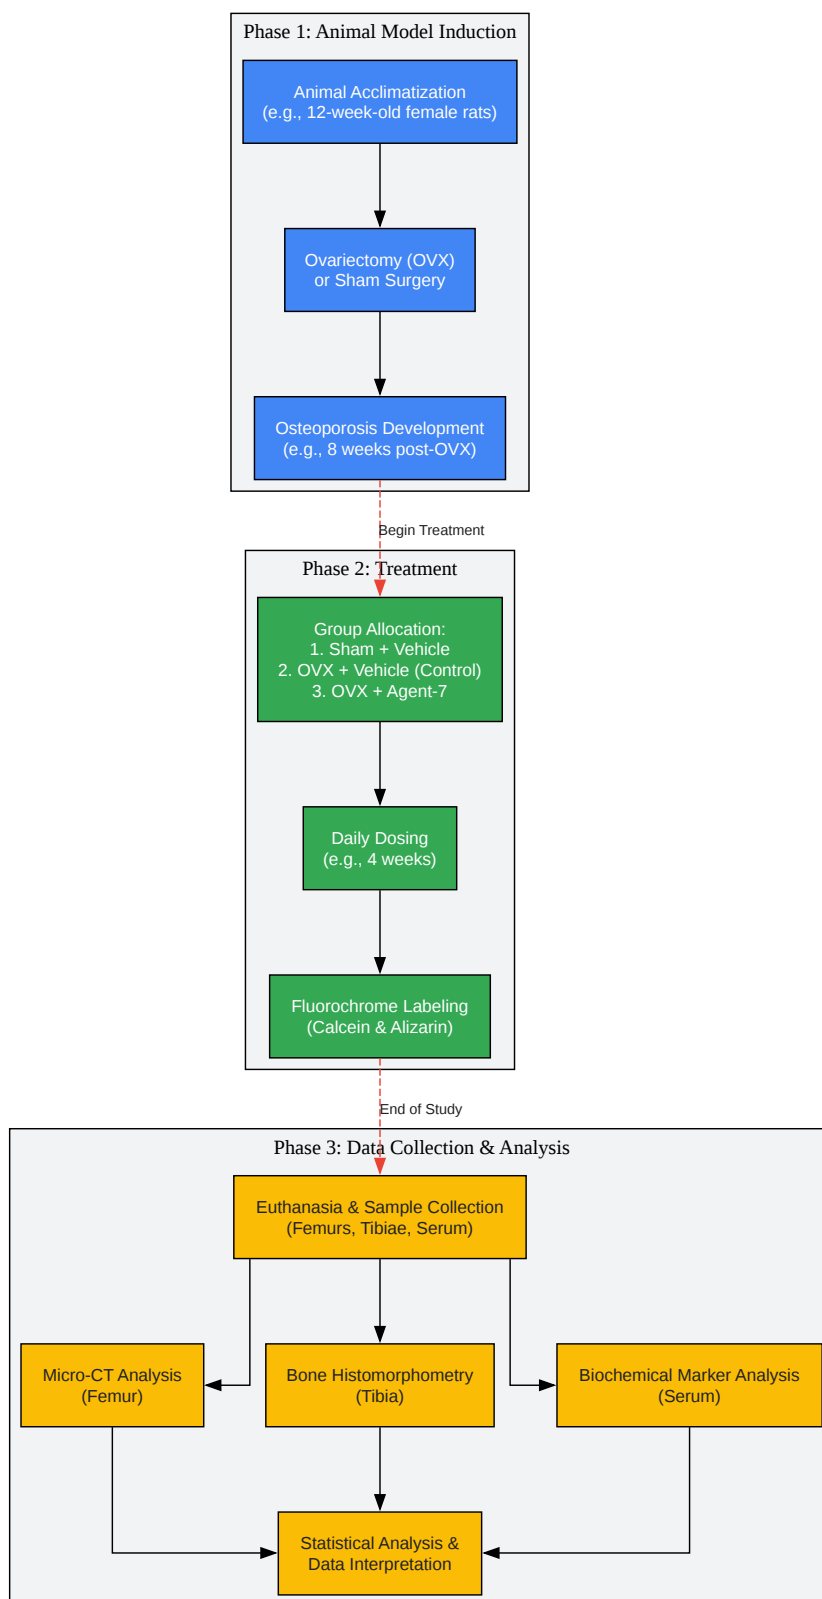 Phase 1: Animal Model Induction
Animal Acclimatization
(e.g., 12-week-old female rats)
Ovariectomy (OVX)
or Sham Surgery
Osteoporosis Development
(e.g., 8 weeks post-OVX)
Begin Treatment
Phase 2: Treatment
Group Allocation:
1. Sham + Vehicle
2. OVX + Vehicle (Control)
3. OVX + Agent-7
Daily Dosing
(e.g., 4 weeks)
Fluorochrome Labeling
(Calcein & Alizarin)
End of Study
Phase 3: Data Collection & Analysis
Euthanasia & Sample Collection
(Femurs, Tibiae, Serum)
Micro-CT Analysis
(Femur)
Bone Histomorphometry
(Tibia)
Biochemical Marker Analysis
(Serum)
Statistical Analysis &
Data Interpretation